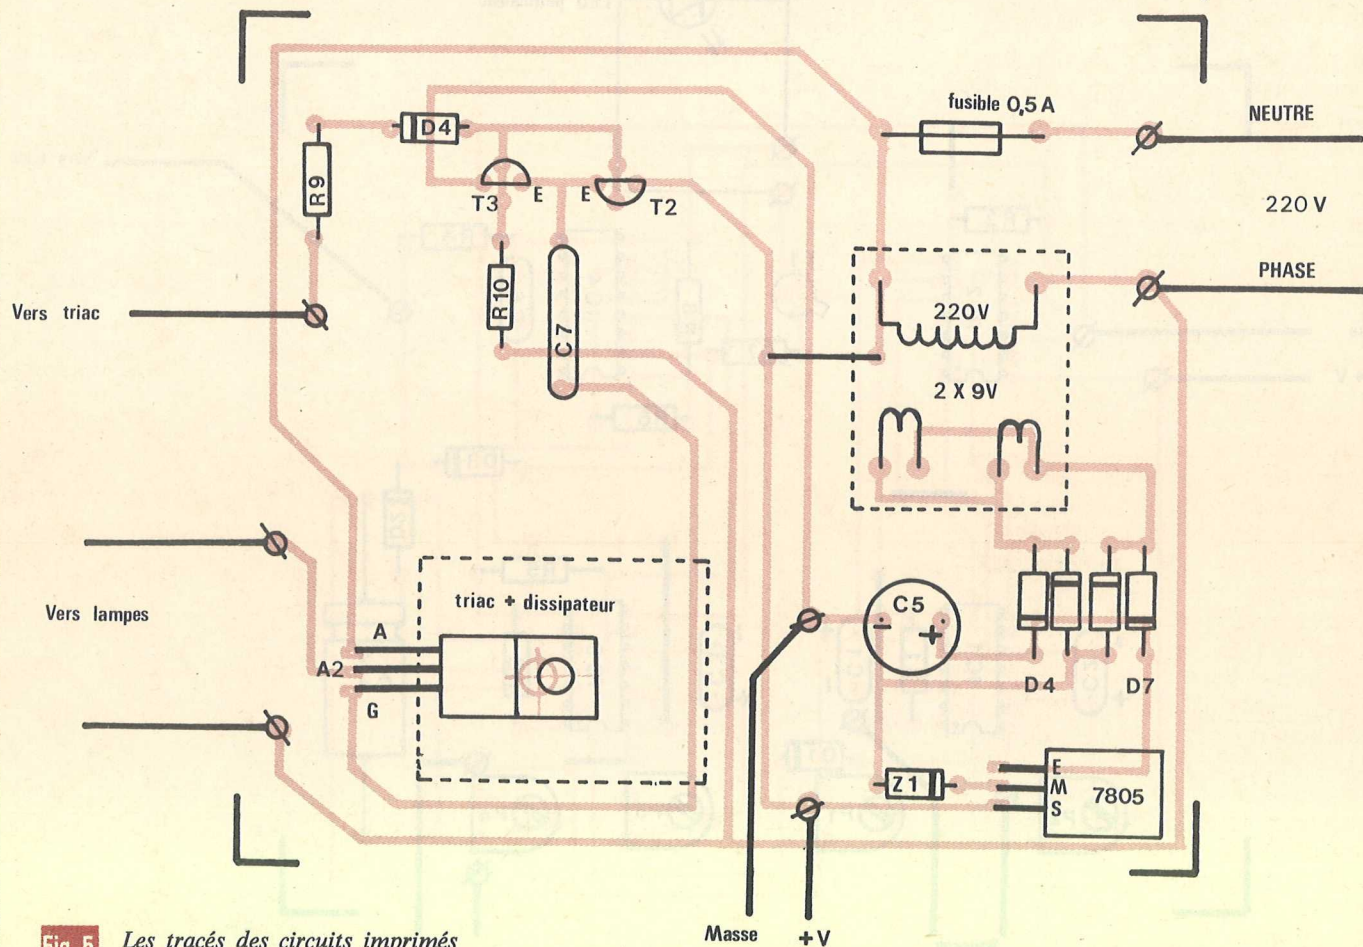 fusible 0,5 A
NEUTRE
D4
R9
T3
E
E
T2
220 V
PHASE
R10
C7
Vers triac
220V
2 X 9V
Vers lampes
triac + dissipateur
A
A2
G
C5
-
+
D4
D7
Z1
E
M
S
7805
Masse
+V
Fig. 5 Les tracés des circuits imprimés